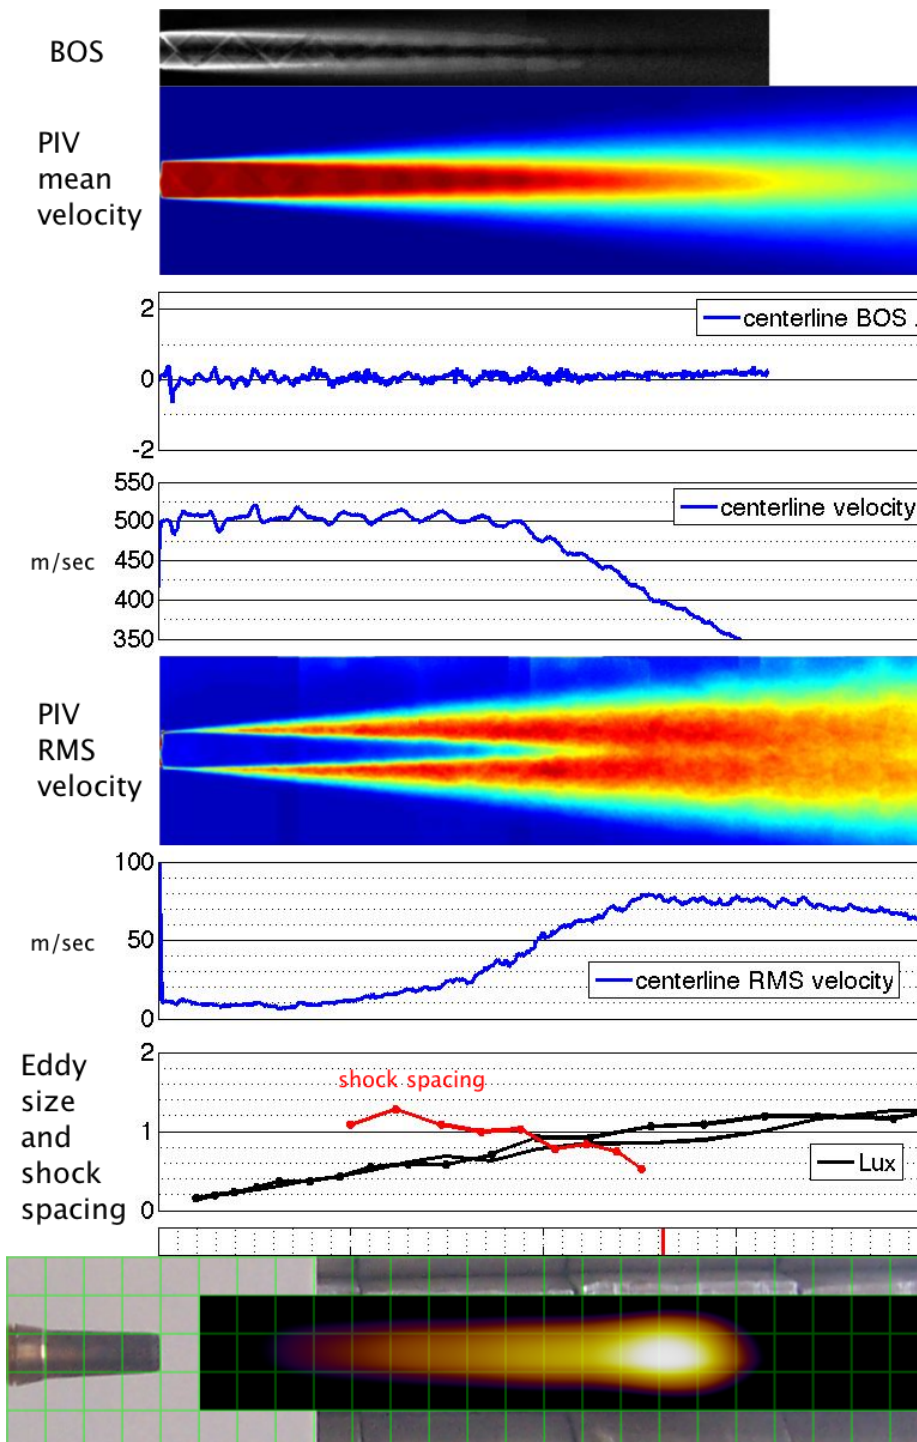 BOS
PIV
mean
velocity
2
0
-2
centerline BOS .
550
500
450
400
350
m/sec
centerline velocity
PIV
RMS
velocity
100
50
0
m/sec
centerline RMS velocity
Eddy
size
and
shock
spacing
2
1
0
shock spacing
Lux